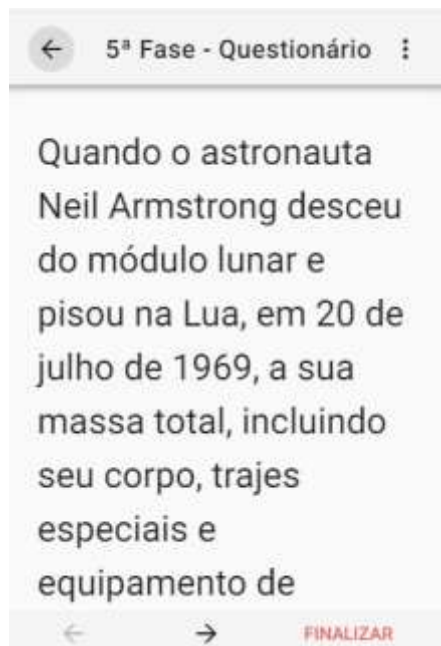 5ª Fase - Questionário
Quando o astronauta
Neil Armstrong desceu
do módulo lunar e
pisou na Lua, em 20 de
julho de 1969, a sua
massa total, incluindo
seu corpo, trajes
especiais e
equipamento de
FINALIZAR